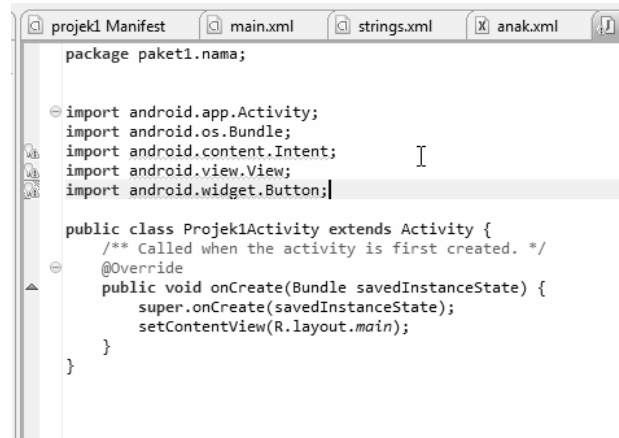 projek1 Manifest
main.xml
strings.xml
anak.xml
package paket1.nama;
import android.app.Activity;
import android.os.Bundle;
import android.content.Intent;
import android.view.View;
import android.widget.Button;
public class Projek1Activity extends Activity {
/** Called when the activity is first created. */
@Override
public void onCreate(Bundle savedInstanceState) {
super.onCreate(savedInstanceState);
setContentView(R.layout.main);
}
}